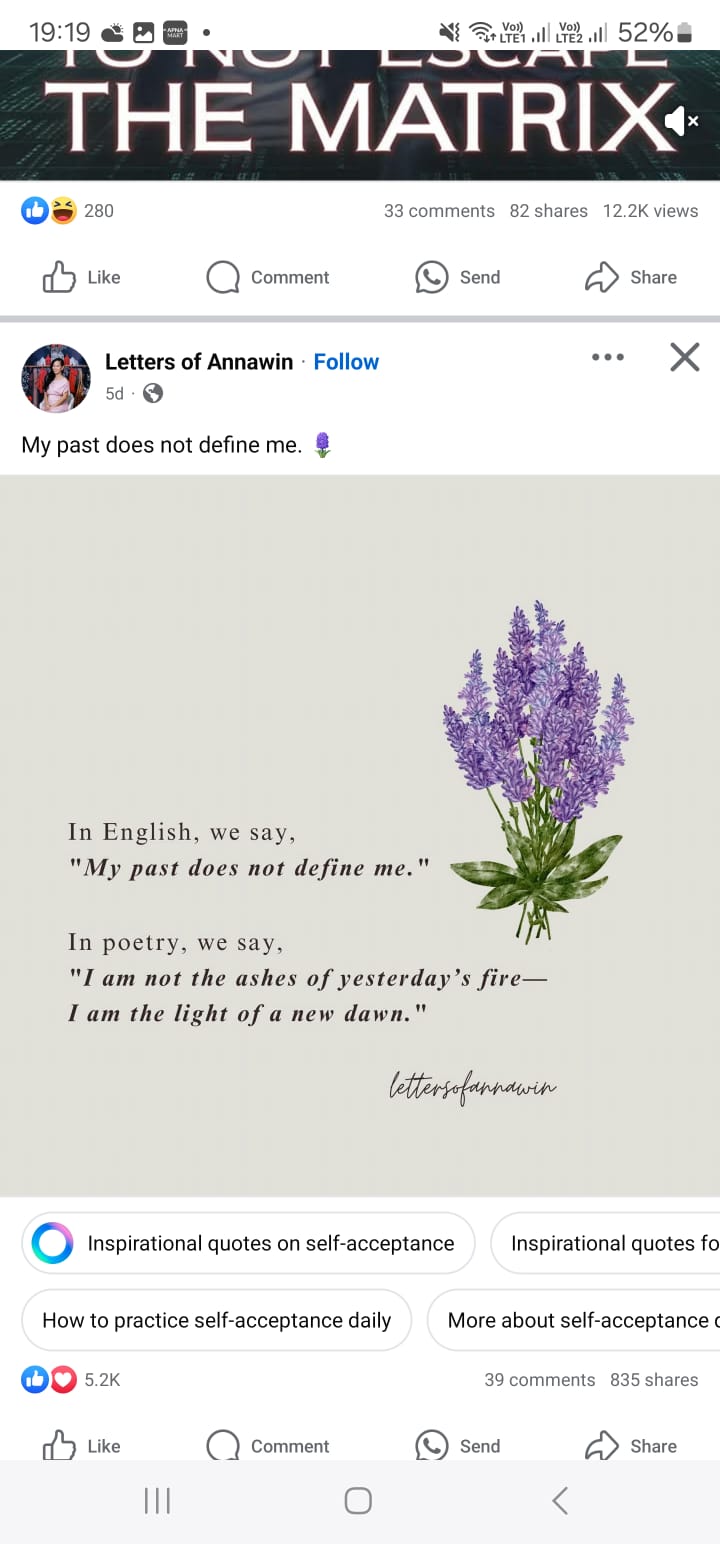 19:19
APNA MART
Vo)) LTE1
Vo)) LTE2
52%
TO NOT ESCAPE
THE MATRIX
280
33 comments 82 shares 12.2K views
Like Comment Send Share
Letters of Annawin · Follow
5d ·
My past does not define me.
In English, we say,
"My past does not define me."
In poetry, we say,
"I am not the ashes of yesterday’s fire—
I am the light of a new dawn."
lettersofannawin
Inspirational quotes on self-acceptance
Inspirational quotes fo
How to practice self-acceptance daily
More about self-acceptance
5.2K
39 comments 835 shares
Like Comment Send Share